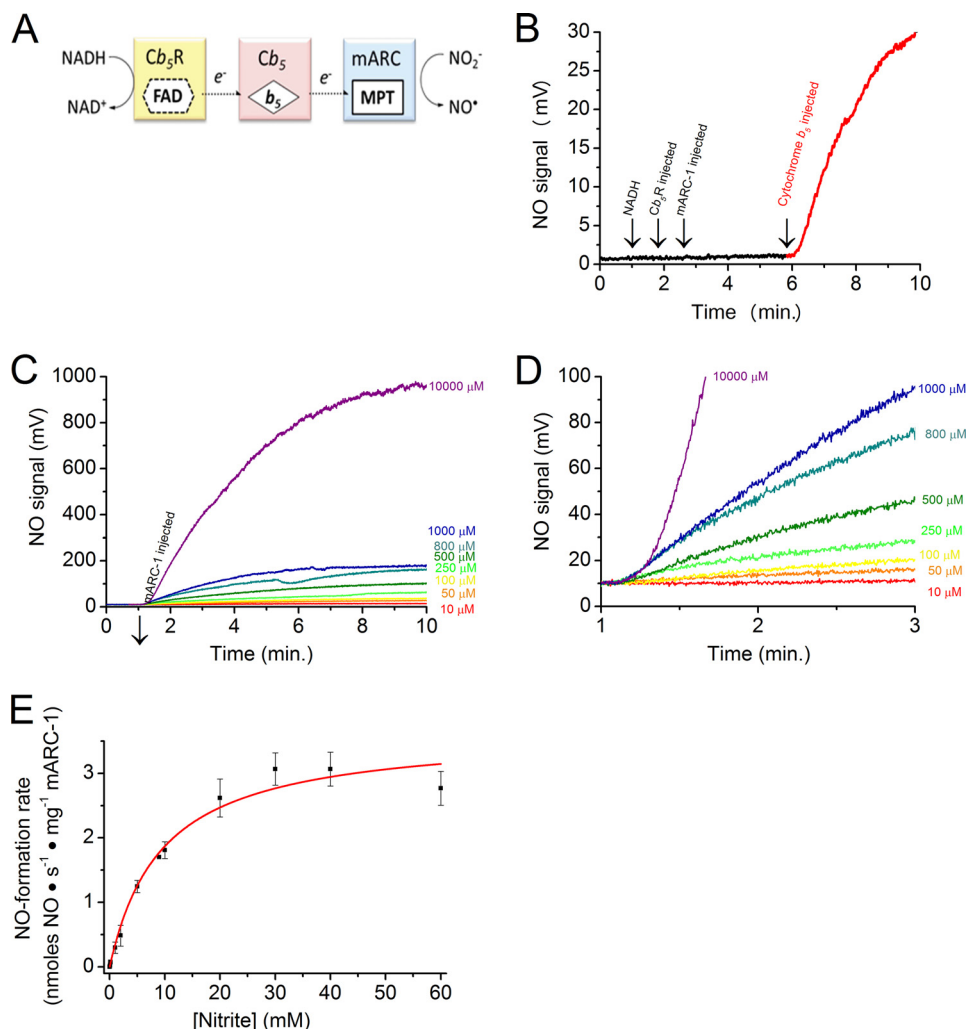 A
NADH
NAD⁺
Cb₅R
FAD
e⁻
Cb₅
b₅
e⁻
mARC
MPT
NO₂⁻
NO•
B
NO signal (mV)
30
25
20
15
10
5
0
NADH
Cb₅R injected
mARC-1 injected
Cytochrome b₅ injected
0 2 4 6 8 10
Time (min.)
C
NO signal (mV)
1000
800
600
400
200
0
mARC-1 injected
10000 µM
1000 µM
800 µM
500 µM
250 µM
100 µM
50 µM
10 µM
0 2 4 6 8 10
Time (min.)
D
NO signal (mV)
100
80
60
40
20
0
10000 µM
1000 µM
800 µM
500 µM
250 µM
100 µM
50 µM
10 µM
1 2 3
Time (min.)
E
NO-formation rate
(nmoles NO • s⁻¹ • mg⁻¹ mARC-1)
3
2
1
0
0 10 20 30 40 50 60
[Nitrite] (mM)